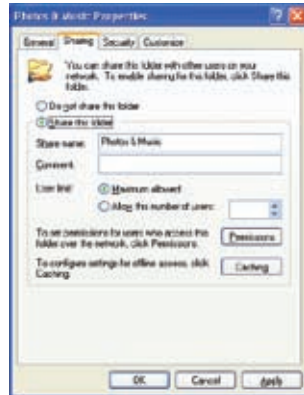 Photos & Music Properties
General Sharing Security Customize
You can share this folder with other users on your
network. To enable sharing for this folder, click Share this
folder.
Do not share this folder
Share this folder
Share name: Photos & Music
Comment:
User limit: Maximum allowed
Allow this number of users:
To set permissions for users who access this
folder over the network, click Permissions.
Permissions
To configure settings for offline access, click
Caching.
Caching
OK Cancel Apply